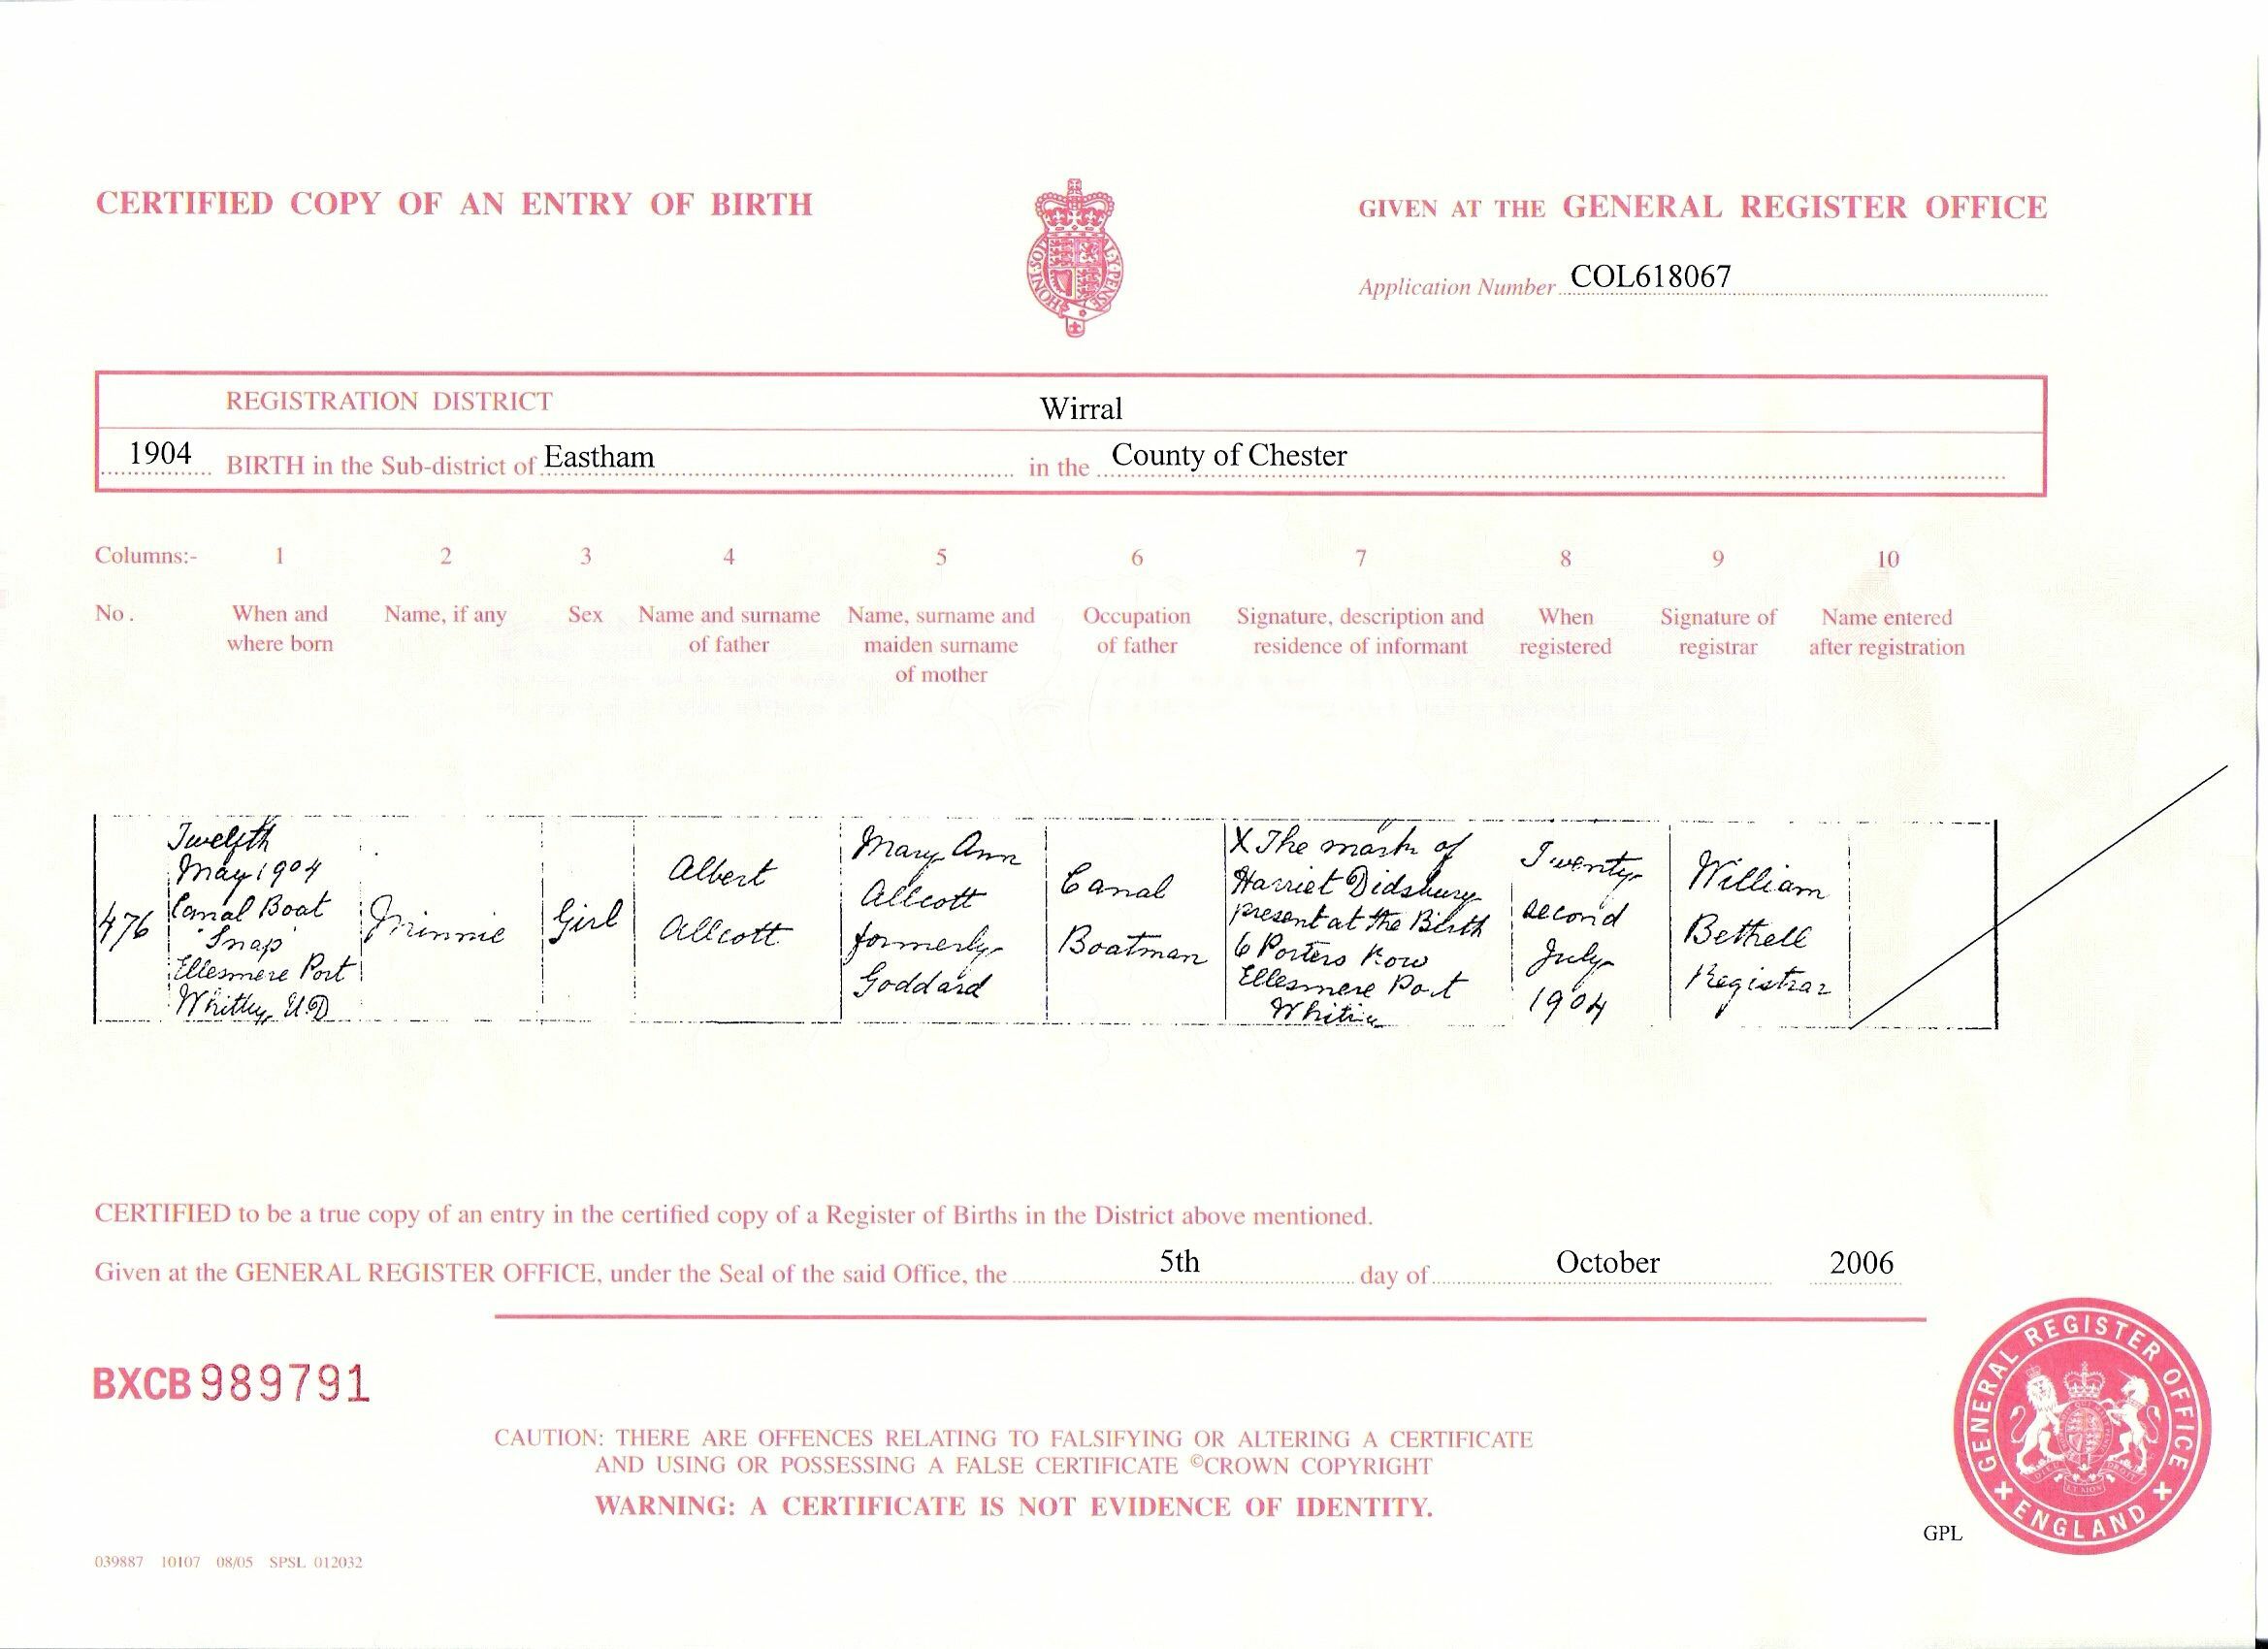 CERTIFIED COPY OF AN ENTRY OF BIRTH
GIVEN AT THE GENERAL REGISTER OFFICE
HONI·SOI
AL·Y·PENSE
Application Number COL618067
REGISTRATION DISTRICT Wirral
1904 BIRTH in the Sub-district of Eastham in the County of Chester
Columns:- 1 2 3 4 5 6 7 8 9 10
No. When and where born
Name, if any
Sex
Name and surname of father
Name, surname and maiden surname of mother
Occupation of father
Signature, description and residence of informant
When registered
Signature of registrar
Name entered after registration
476
Twelfth
May 1904
Canal Boat
"Snap"
Ellesmere Port
Whitby U.D
Minnie
Girl
Albert
Allcott
Mary Ann
Allcott
formerly
Goddard
Canal
Boatman
X The mark of
Harriet Didsbury
present at the Birth
6 Porters Row
Ellesmere Port
Twenty
second
July
1904
William
Bethell
Registrar
CERTIFIED to be a true copy of an entry in the certified copy of a Register of Births in the District above mentioned.
Given at the GENERAL REGISTER OFFICE, under the Seal of the said Office, the 5th day of October 2006
BXCB 989791
CAUTION: THERE ARE OFFENCES RELATING TO FALSIFYING OR ALTERING A CERTIFICATE
AND USING OR POSSESSING A FALSE CERTIFICATE ©CROWN COPYRIGHT
WARNING: A CERTIFICATE IS NOT EVIDENCE OF IDENTITY.
GENERAL REGISTER OFFICE
ENGLAND
GPL
039887 10107 08/05 SPSL 012032